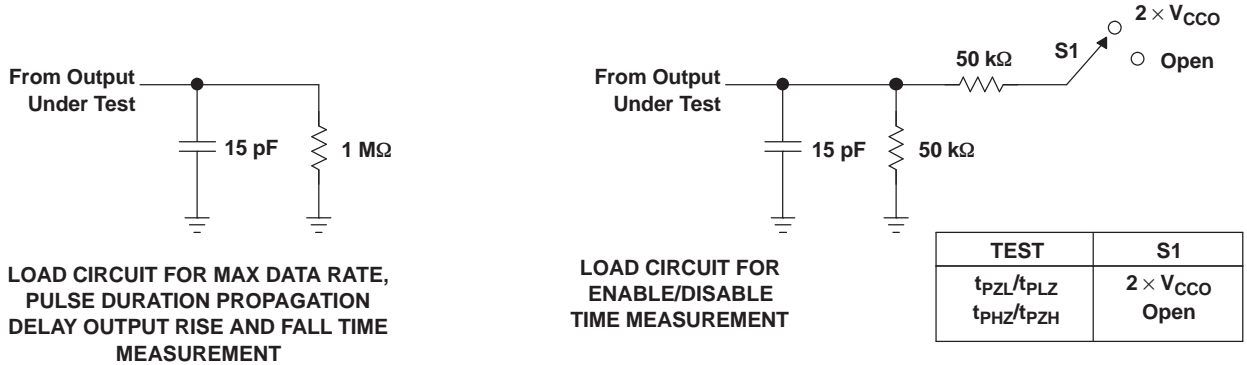 From Output
Under Test
15 pF
1 MΩ
LOAD CIRCUIT FOR MAX DATA RATE,
PULSE DURATION PROPAGATION
DELAY OUTPUT RISE AND FALL TIME
MEASUREMENT
From Output
Under Test
15 pF
50 kΩ
50 kΩ
S1
2 × VCCO
Open
LOAD CIRCUIT FOR
ENABLE/DISABLE
TIME MEASUREMENT
TEST S1
tPZL/tPLZ 2 × VCCO
tPHZ/tPZH Open